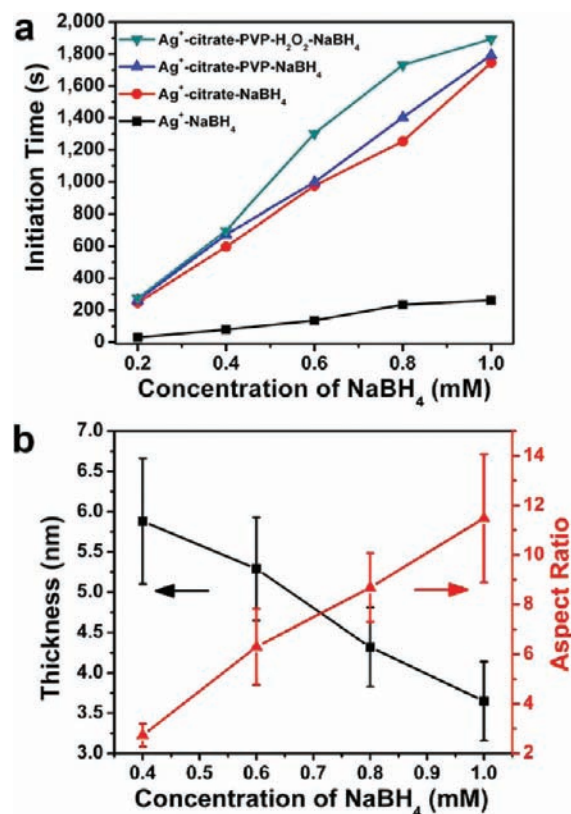 a
Ag⁺-citrate-PVP-H₂O₂-NaBH₄
Ag⁺-citrate-PVP-NaBH₄
Ag⁺-citrate-NaBH₄
Ag⁺-NaBH₄
Initiation Time (s)
2,000
1,800
1,600
1,400
1,200
1,000
800
600
400
200
0
0.2 0.4 0.6 0.8 1.0
Concentration of NaBH₄ (mM)
b
Thickness (nm)
7.0
6.5
6.0
5.5
5.0
4.5
4.0
3.5
3.0
14
12
10
8
6
4
2
Aspect Ratio
0.4 0.5 0.6 0.7 0.8 0.9 1.0
Concentration of NaBH₄ (mM)